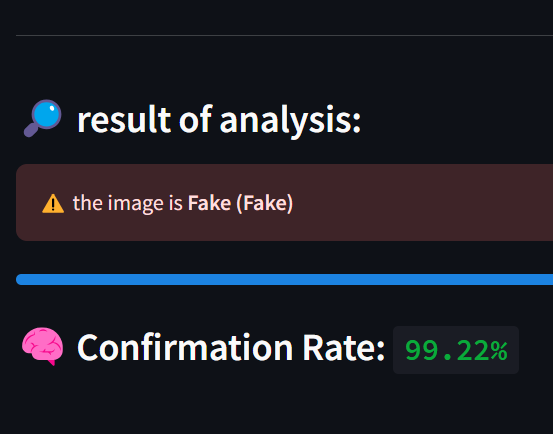 🔎 result of analysis:
⚠️ the image is Fake (Fake)
🧠 Confirmation Rate: 99.22%